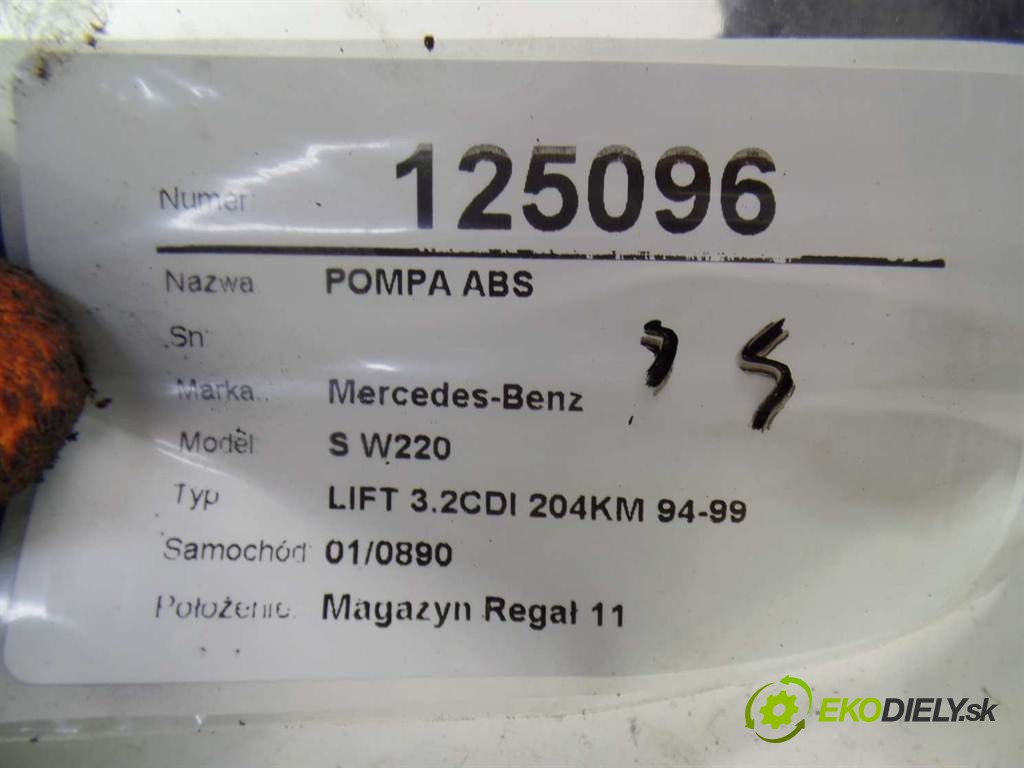 Numer: 125096
Nazwa POMPA ABS
Sn:
Marka: Mercedes-Benz
Model S W220
Typ LIFT 3.2CDI 204KM 94-99
Samochód: 01/0890
Położenie: Magazyn Regał 11
EKODIELY.sk